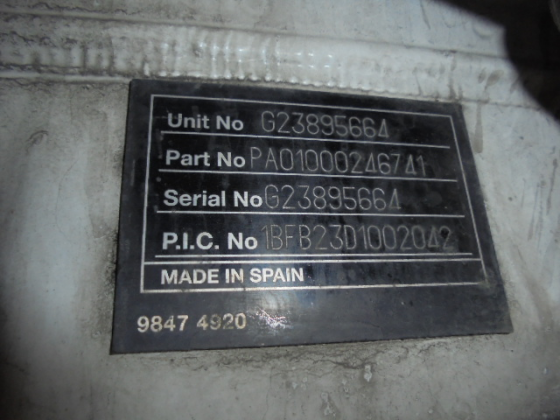 Unit No G23895664
Part No PA01000246741
Serial No G23895664
P.I.C. No 1BFB23D1002042
MADE IN SPAIN
9847 4920